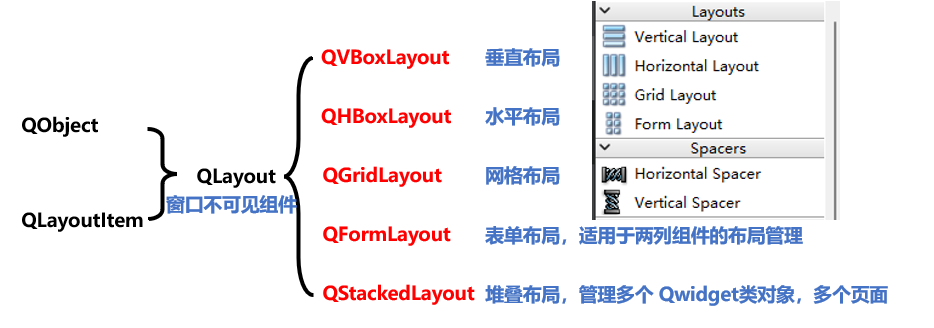 QObject
QLayoutItem
QLayout
窗口不可见组件
QVBoxLayout 垂直布局
QHBoxLayout 水平布局
QGridLayout 网格布局
QFormLayout 表单布局，适用于两列组件的布局管理
QStackedLayout 堆叠布局，管理多个 Qwidget类对象，多个页面
Layouts
Vertical Layout
Horizontal Layout
Grid Layout
Form Layout
Spacers
Horizontal Spacer
Vertical Spacer